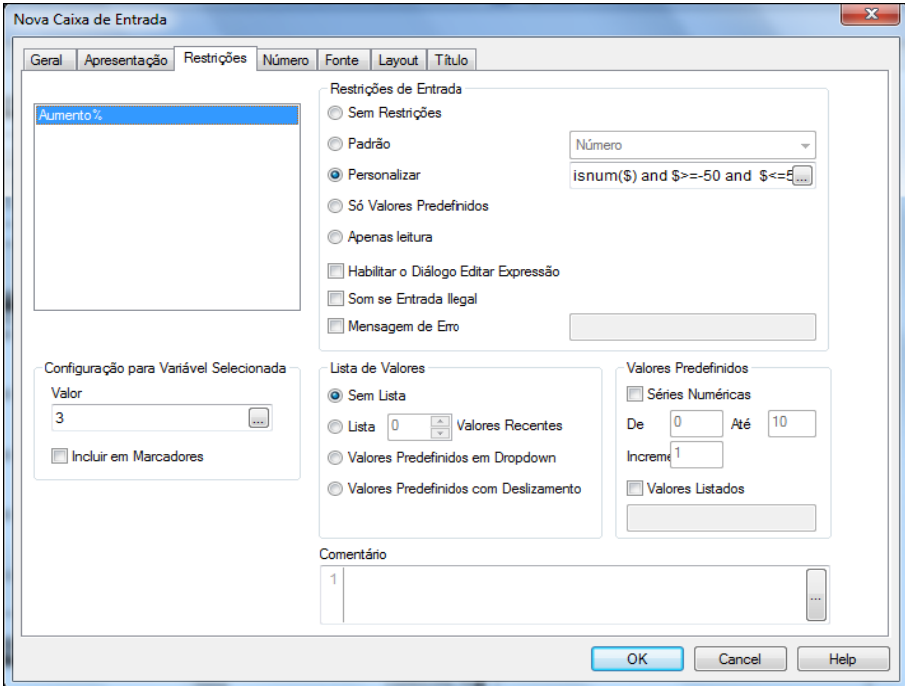 Nova Caixa de Entrada
Geral Apresentação Restrições Número Fonte Layout Título
Aumento%
Restrições de Entrada
Sem Restrições
Padrão Número
Personalizar isnum($) and $>=-50 and $<=5 ...
Só Valores Predefinidos
Apenas leitura
Habilitar o Diálogo Editar Expressão
Som se Entrada Ilegal
Mensagem de Erro
Configuração para Variável Selecionada
Valor
3 ...
Incluir em Marcadores
Lista de Valores
Sem Lista
Lista 0 Valores Recentes
Valores Predefinidos em Dropdown
Valores Predefinidos com Deslizamento
Valores Predefinidos
Séries Numéricas
De 0 Até 10
Increme 1
Valores Listados
Comentário
1 ...
OK Cancel Help